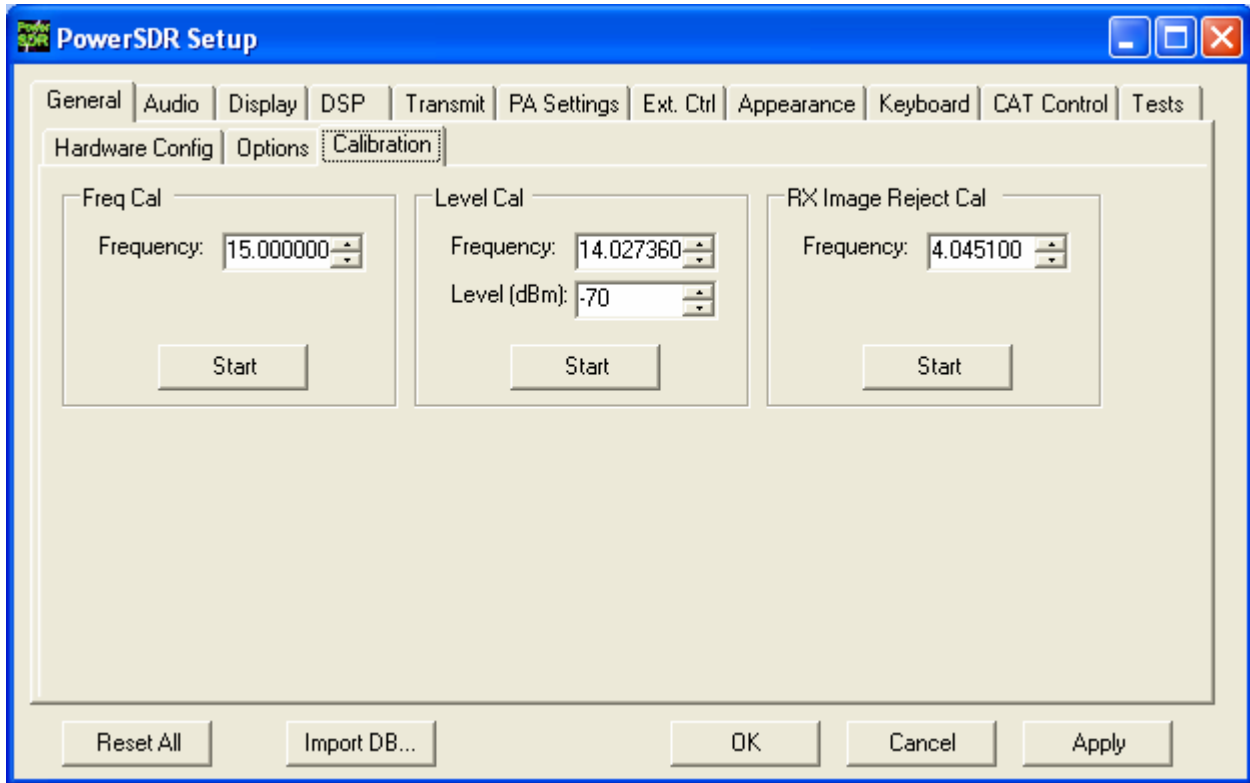 Power SDR PowerSDR Setup
General Audio Display DSP Transmit PA Settings Ext. Ctrl Appearance Keyboard CAT Control Tests
Hardware Config Options Calibration
Freq Cal
Frequency: 15.000000
Start
Level Cal
Frequency: 14.027360
Level (dBm): -70
Start
RX Image Reject Cal
Frequency: 4.045100
Start
Reset All Import DB... OK Cancel Apply